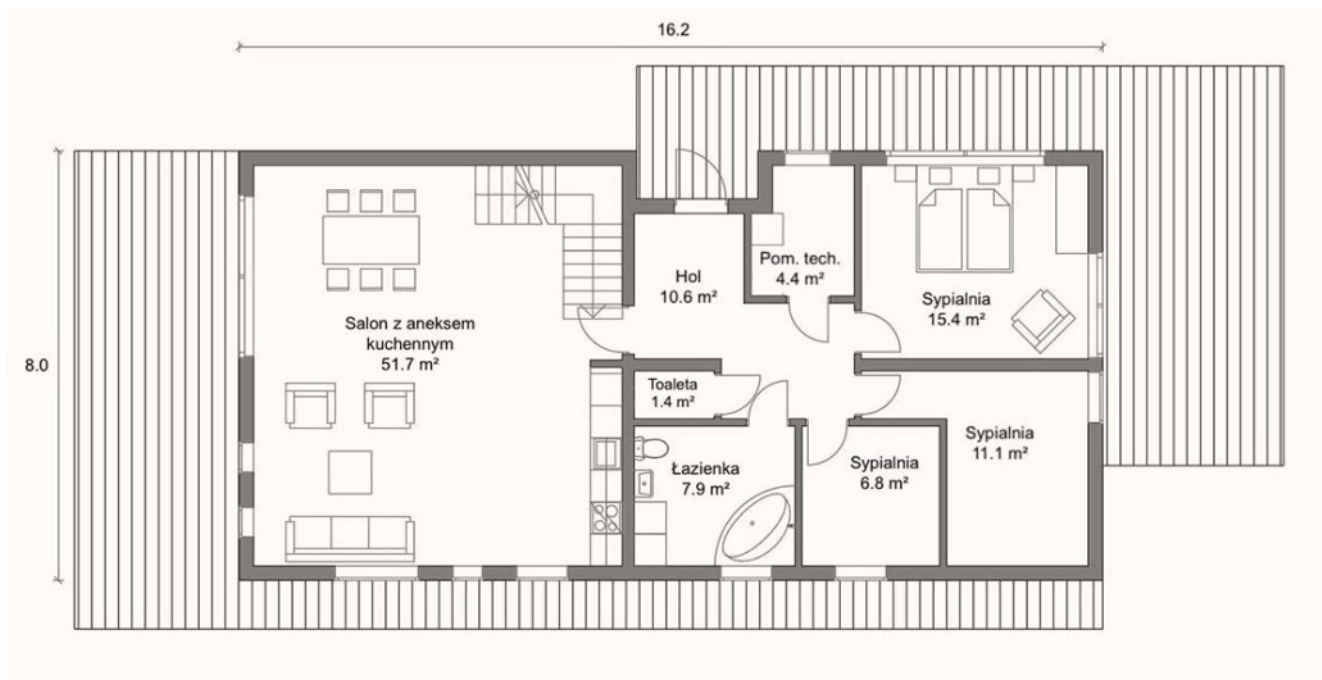 16.2
8.0
Salon z aneksem
kuchennym
51.7 m²
Hol
10.6 m²
Pom. tech.
4.4 m²
Sypialnia
15.4 m²
Toaleta
1.4 m²
Łazienka
7.9 m²
Sypialnia
6.8 m²
Sypialnia
11.1 m²